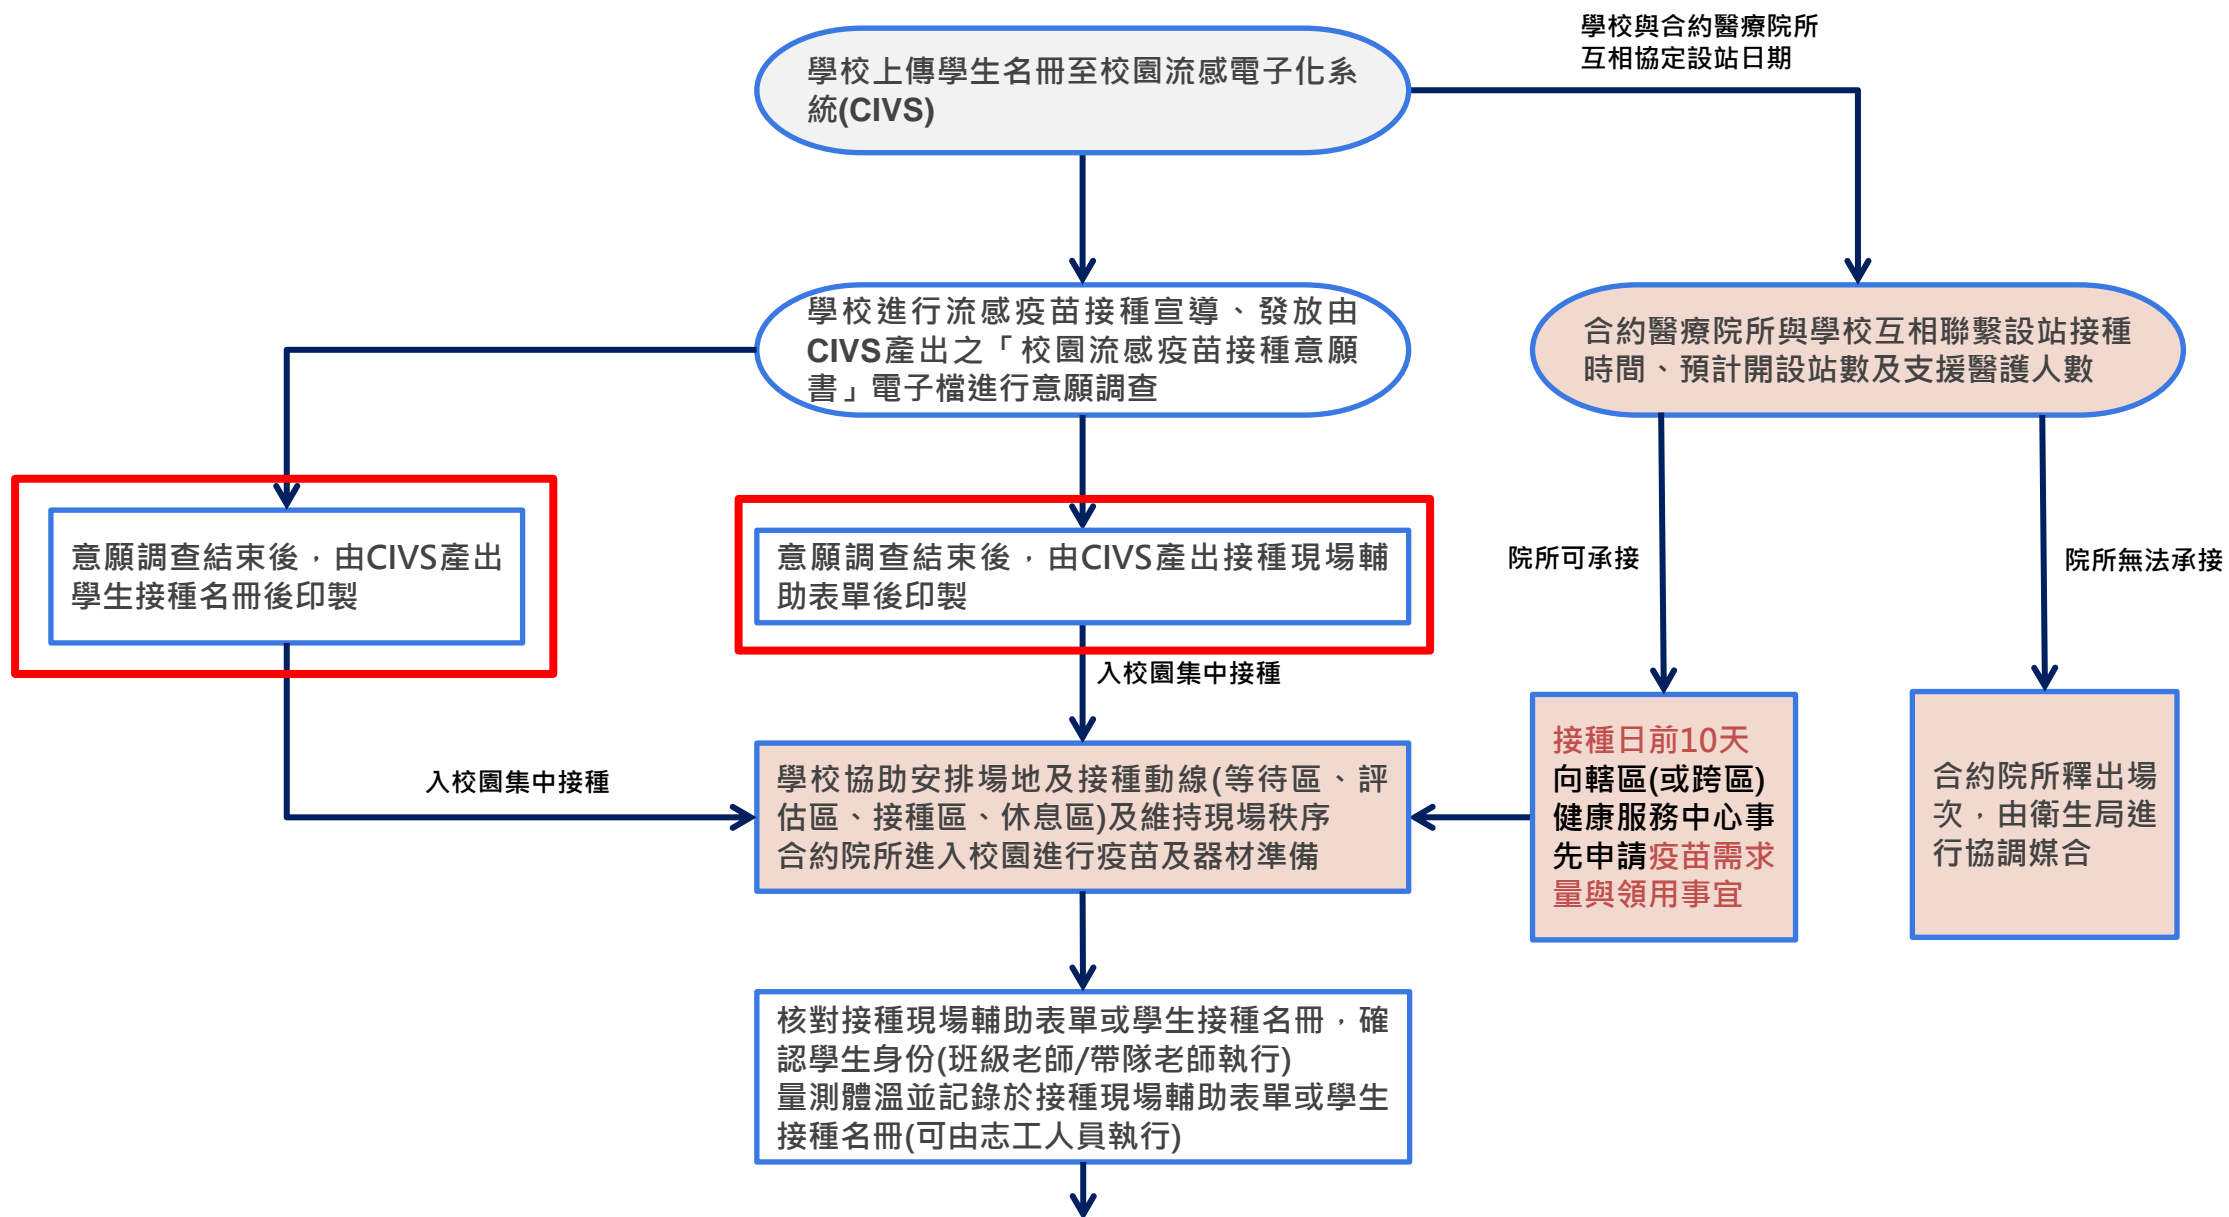 學校與合約醫療院所
互相協定設站日期
學校上傳學生名冊至校園流感電子化系
統(CIVS)
學校進行流感疫苗接種宣導、發放由
CIVS產出之「校園流感疫苗接種意願
書」電子檔進行意願調查
合約醫療院所與學校互相聯繫設站接種
時間、預計開設站數及支援醫護人數
意願調查結束後，由CIVS產出
學生接種名冊後印製
意願調查結束後，由CIVS產出接種現場輔
助表單後印製
院所可承接
院所無法承接
入校園集中接種
入校園集中接種
學校協助安排場地及接種動線(等待區、評
估區、接種區、休息區)及維持現場秩序
合約院所進入校園進行疫苗及器材準備
接種日前10天
向轄區(或跨區)
健康服務中心事
先申請疫苗需求
量與領用事宜
合約院所釋出場
次，由衛生局進
行協調媒合
核對接種現場輔助表單或學生接種名冊，確
認學生身份(班級老師/帶隊老師執行)
量測體溫並記錄於接種現場輔助表單或學生
接種名冊(可由志工人員執行)